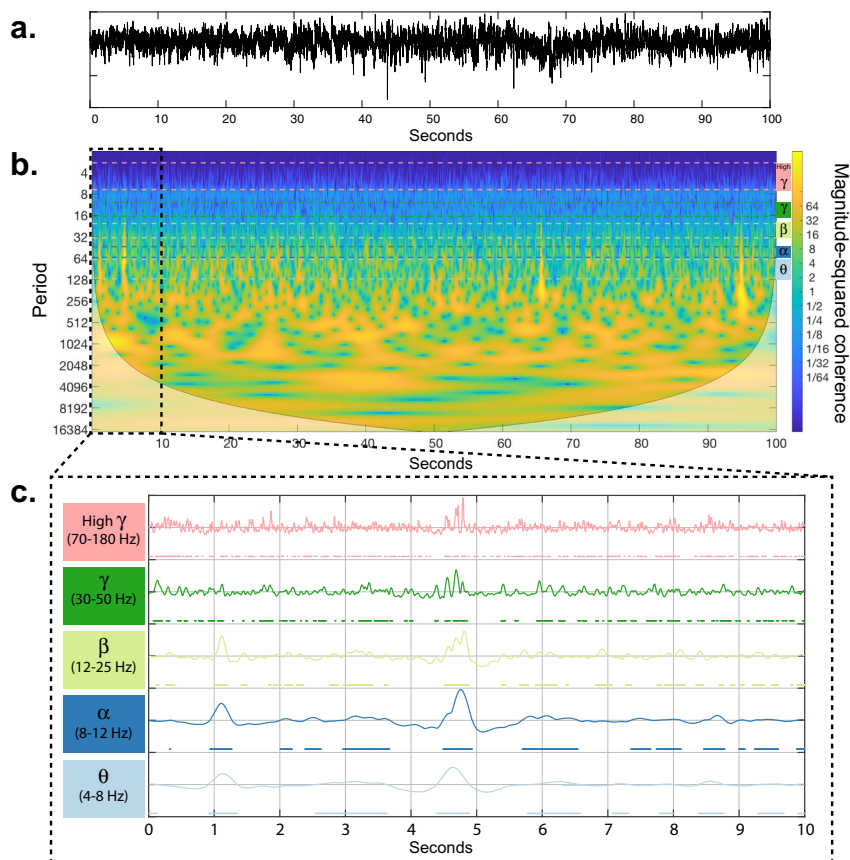 a.
0 10 20 30 40 50 60 70 80 90 100
Seconds
b.
Period
4
8
16
32
64
128
256
512
1024
2048
4096
8192
16384
0 10 20 30 40 50 60 70 80 90 100
Seconds
High
γ
γ
β
α
θ
64
32
16
8
4
2
1
1/2
1/4
1/8
1/16
1/32
1/64
Magnitude-squared coherence
c.
High γ
(70-180 Hz)
γ
(30-50 Hz)
β
(12-25 Hz)
α
(8-12 Hz)
θ
(4-8 Hz)
0 1 2 3 4 5 6 7 8 9 10
Seconds